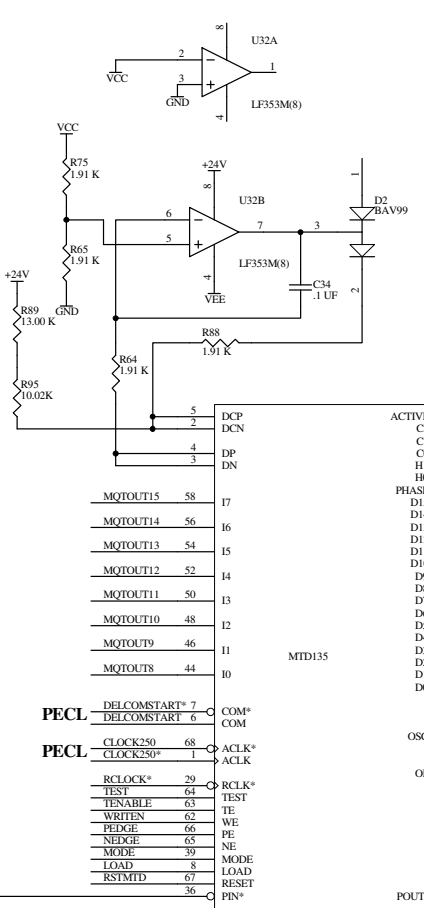 8
U32A
2
VCC
1
3
GND
LF353M(8)
4
VCC
R75
1.91 K
+24V
8
1
U32B
D2
BAV99
6
7
3
5
R65
1.91 K
LF353M(8)
+24V
4
C34
.1 UF
2
R89
13.00 K
GND
VEE
R88
1.91 K
R64
1.91 K
R95
10.02K
5 DCP
2 DCN
4 DP
3 DN
MQTOUT15 58 I7
MQTOUT14 56 I6
MQTOUT13 54 I5
MQTOUT12 52 I4
MQTOUT11 50 I3
MQTOUT10 48 I2
MQTOUT9 46 I1
MQTOUT8 44 I0
MTD135
PECL
DELCOMSTART* 7 COM*
DELCOMSTART 6 COM
PECL
CLOCK250 68 ACLK*
CLOCK250* 1 ACLK
RCLOCK* 29 RCLK*
TEST 64 TEST
TENABLE 63 TE
WRITEN 62 WE
PEDGE 66 PE
NEDGE 65 NE
MODE 39 MODE
LOAD 8 LOAD
RSTMTD 67 RESET
36 PIN*
POUT